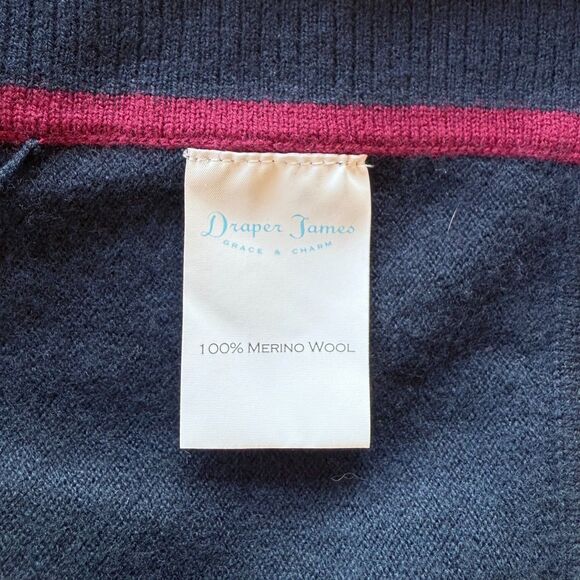 Draper James
GRACE & CHARM
100% MERINO WOOL